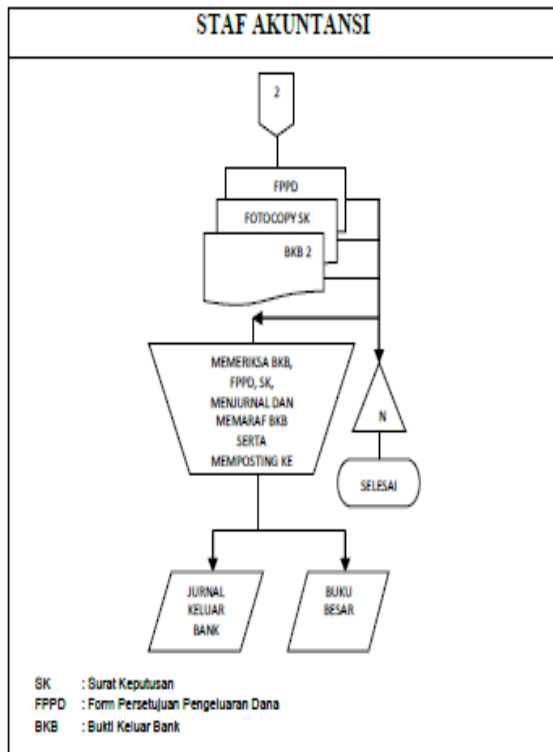 STAF AKUNTANSI
2
FPPD
FOTOCOPY SK
BKB 2
MEMERIKSA BKB,
FPPD, SK,
MENJURNAL DAN
MEMARAF BKB
SERTA
MEMPOSTING KE
N
SELESAI
JURNAL
KELUAR
BANK
BUKU
BESAR
SK : Surat Keputusan
FPPD : Form Persetujuan Pengeluaran Dana
BKB : Bukti Keluar Bank